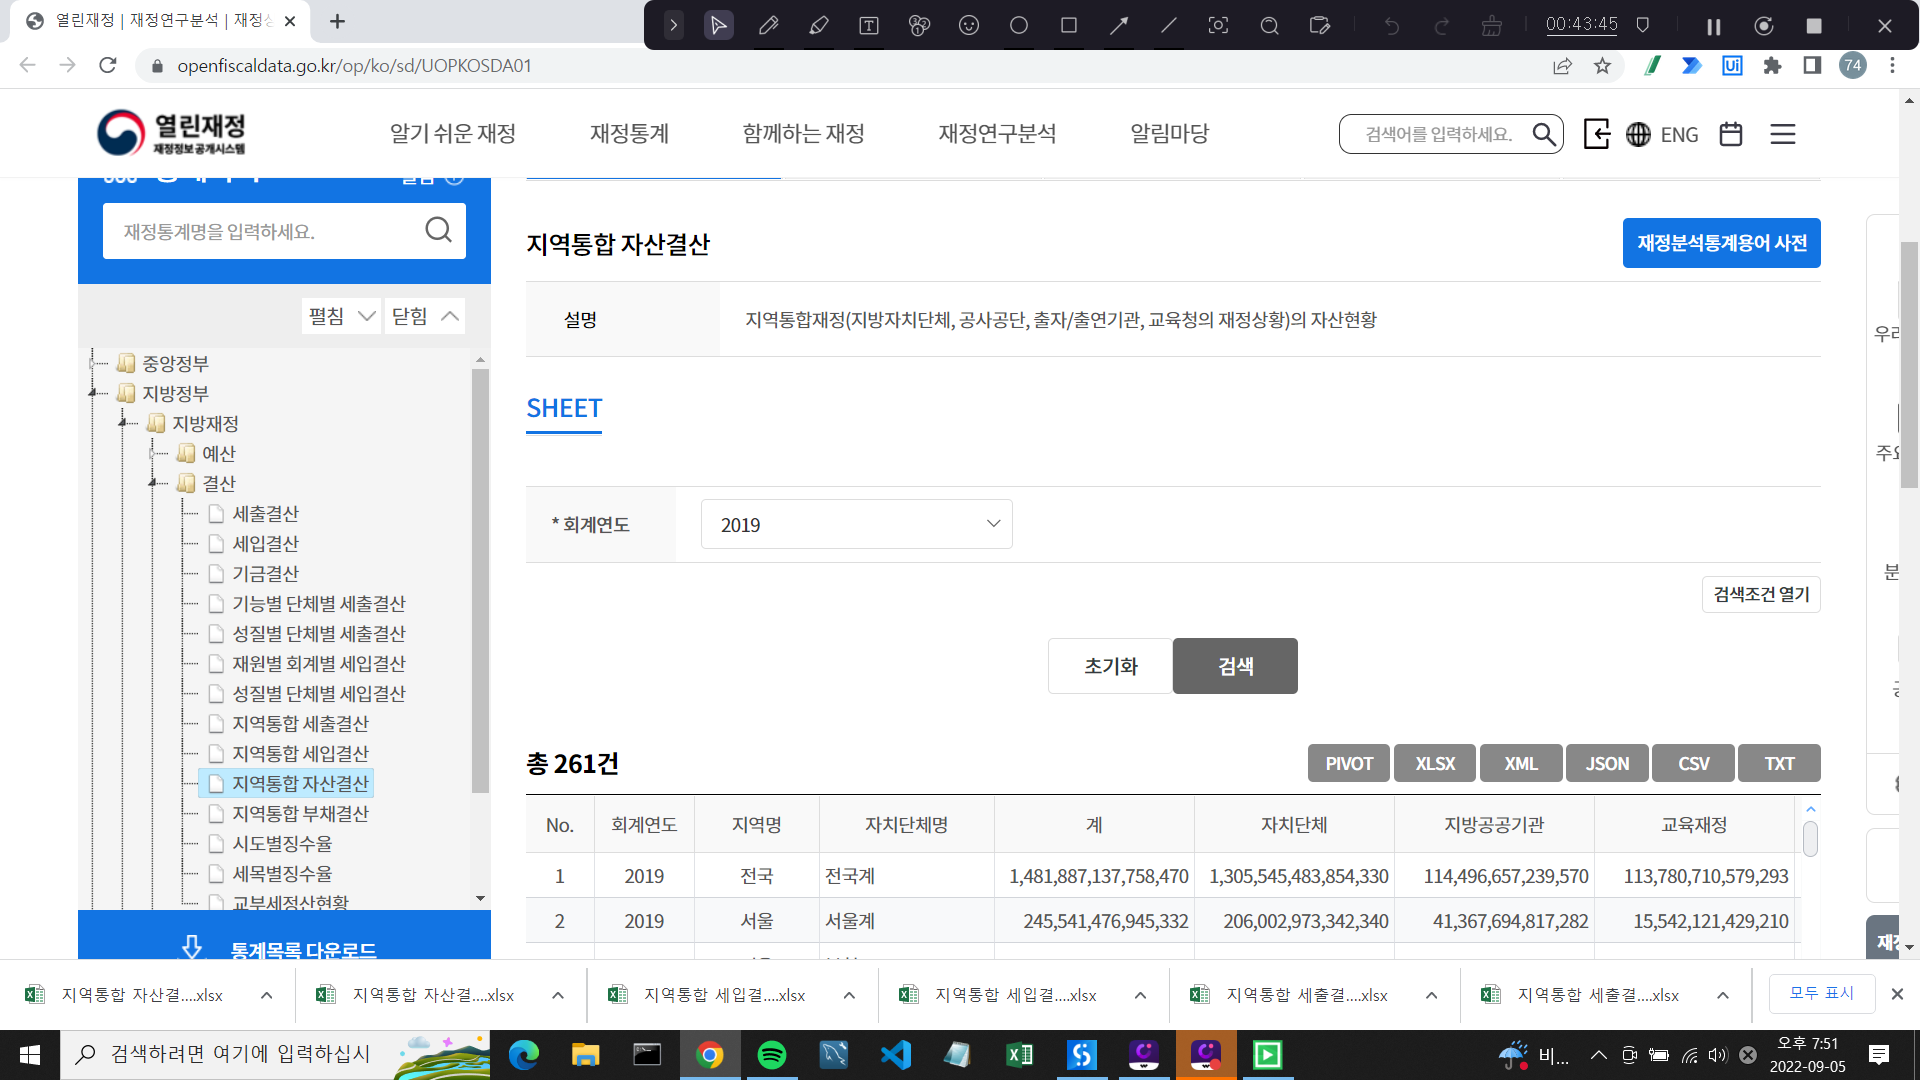 열린재정 | 재정연구분석 | 재정상
00:43:45
openfiscaldata.go.kr/op/ko/sd/UOPKOSDA01
74
열린재정
재정정보공개시스템
알기 쉬운 재정
재정통계
함께하는 재정
재정연구분석
알림마당
검색어를 입력하세요.
ENG
재정통계명을 입력하세요.
펼침
닫힘
중앙정부
지방정부
지방재정
예산
결산
세출결산
세입결산
기금결산
기능별 단체별 세출결산
성질별 단체별 세출결산
재원별 회계별 세입결산
성질별 단체별 세입결산
지역통합 세출결산
지역통합 세입결산
지역통합 자산결산
지역통합 부채결산
시도별징수율
세목별징수율
교부세정산현황
통계목록 다운로드
지역통합 자산결산
재정분석통계용어 사전
설명
지역통합재정(지방자치단체, 공사공단, 출자/출연기관, 교육청의 재정상황)의 자산현황
SHEET
* 회계연도
2019
검색조건 열기
초기화
검색
총 261건
PIVOT XLSX XML JSON CSV TXT
No. 회계연도 지역명 자치단체명 계 자치단체 지방공공기관 교육재정
1 2019 전국 전국계 1,481,887,137,758,470 1,305,545,483,854,330 114,496,657,239,570 113,780,710,579,293
2 2019 서울 서울계 245,541,476,945,332 206,002,973,342,340 41,367,694,817,282 15,542,121,429,210
우리
주요
분
재정
지역통합 자산결....xlsx
지역통합 자산결....xlsx
지역통합 세입결....xlsx
지역통합 세입결....xlsx
지역통합 세출결....xlsx
지역통합 세출결....xlsx
모두 표시
검색하려면 여기에 입력하십시
비...
오후 7:51
2022-09-05